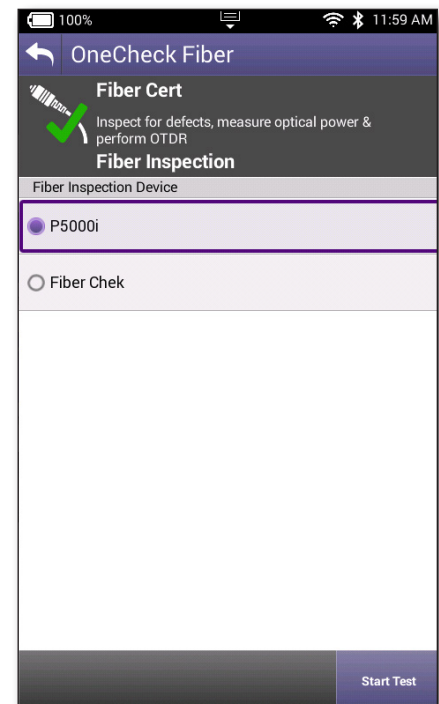 100% 11:59 AM
OneCheck Fiber
Fiber Cert
Inspect for defects, measure optical power &
perform OTDR
Fiber Inspection
Fiber Inspection Device
P5000i
Fiber Chek
Start Test